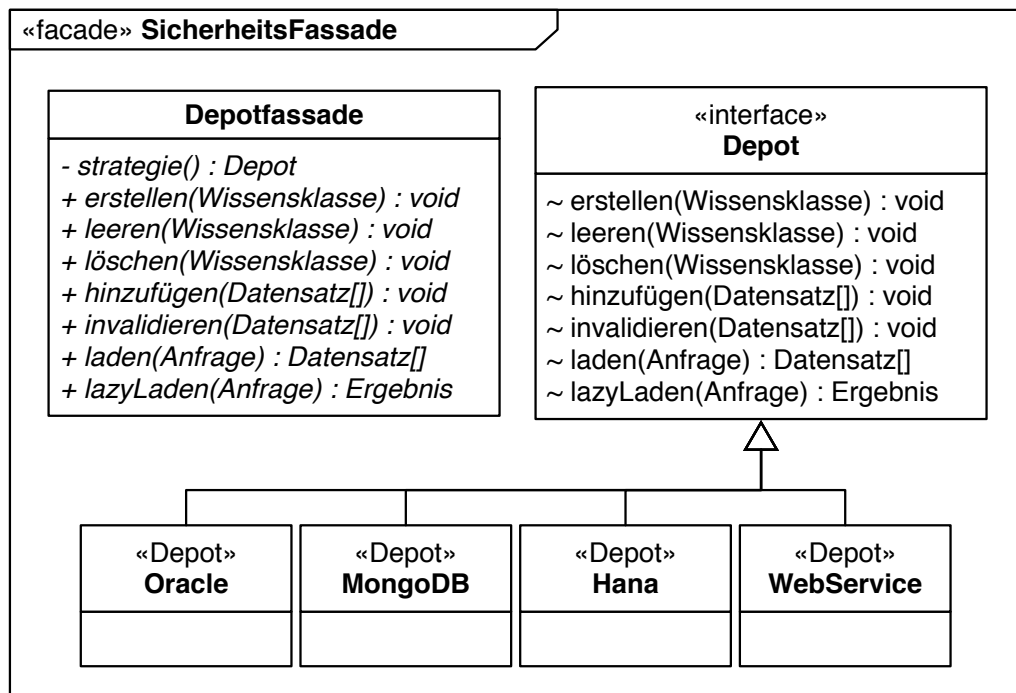 «facade» SicherheitsFassade
Depotfassade
- strategie() : Depot
+ erstellen(Wissensklasse) : void
+ leeren(Wissensklasse) : void
+ löschen(Wissensklasse) : void
+ hinzufügen(Datensatz[]) : void
+ invalidieren(Datensatz[]) : void
+ laden(Anfrage) : Datensatz[]
+ lazyLaden(Anfrage) : Ergebnis
«interface»
Depot
~ erstellen(Wissensklasse) : void
~ leeren(Wissensklasse) : void
~ löschen(Wissensklasse) : void
~ hinzufügen(Datensatz[]) : void
~ invalidieren(Datensatz[]) : void
~ laden(Anfrage) : Datensatz[]
~ lazyLaden(Anfrage) : Ergebnis
«Depot»
Oracle
«Depot»
MongoDB
«Depot»
Hana
«Depot»
WebService